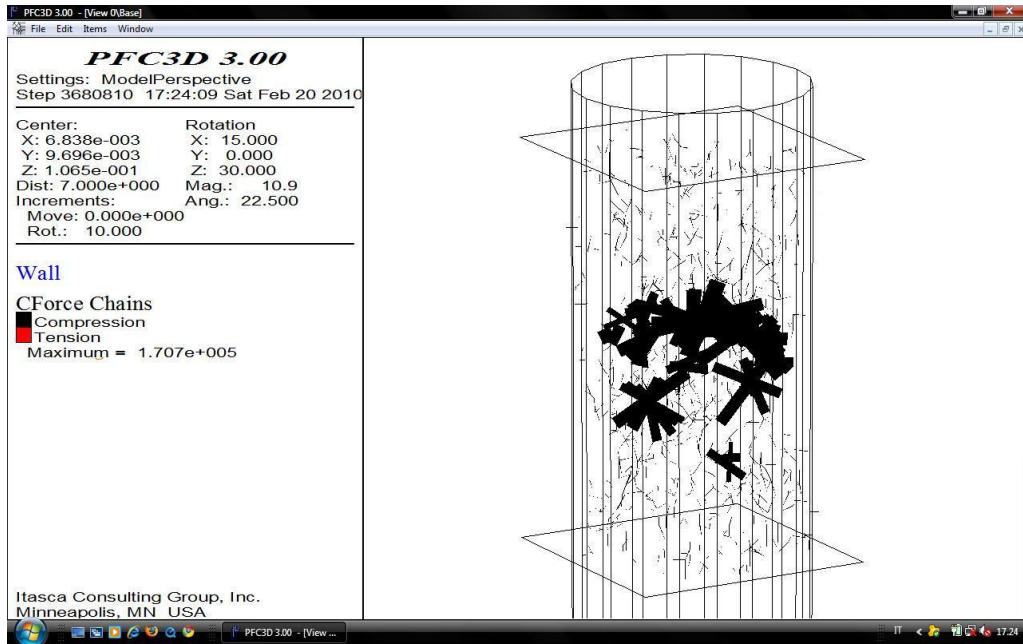 PFC3D 3.00 - [View 0\Base]
File Edit Items Window
PFC3D 3.00
Settings: ModelPerspective
Step 3680810 17:24:09 Sat Feb 20 2010
Center: Rotation
X: 6.838e-003 X: 15.000
Y: 9.696e-003 Y: 0.000
Z: 1.065e-001 Z: 30.000
Dist: 7.000e+000 Mag.: 10.9
Increments: Ang.: 22.500
Move: 0.000e+000
Rot.: 10.000
Wall
CForce Chains
Compression
Tension
Maximum = 1.707e+005
Itasca Consulting Group, Inc.
Minneapolis, MN USA
PFC3D 3.00 - [View ...
IT
17.24